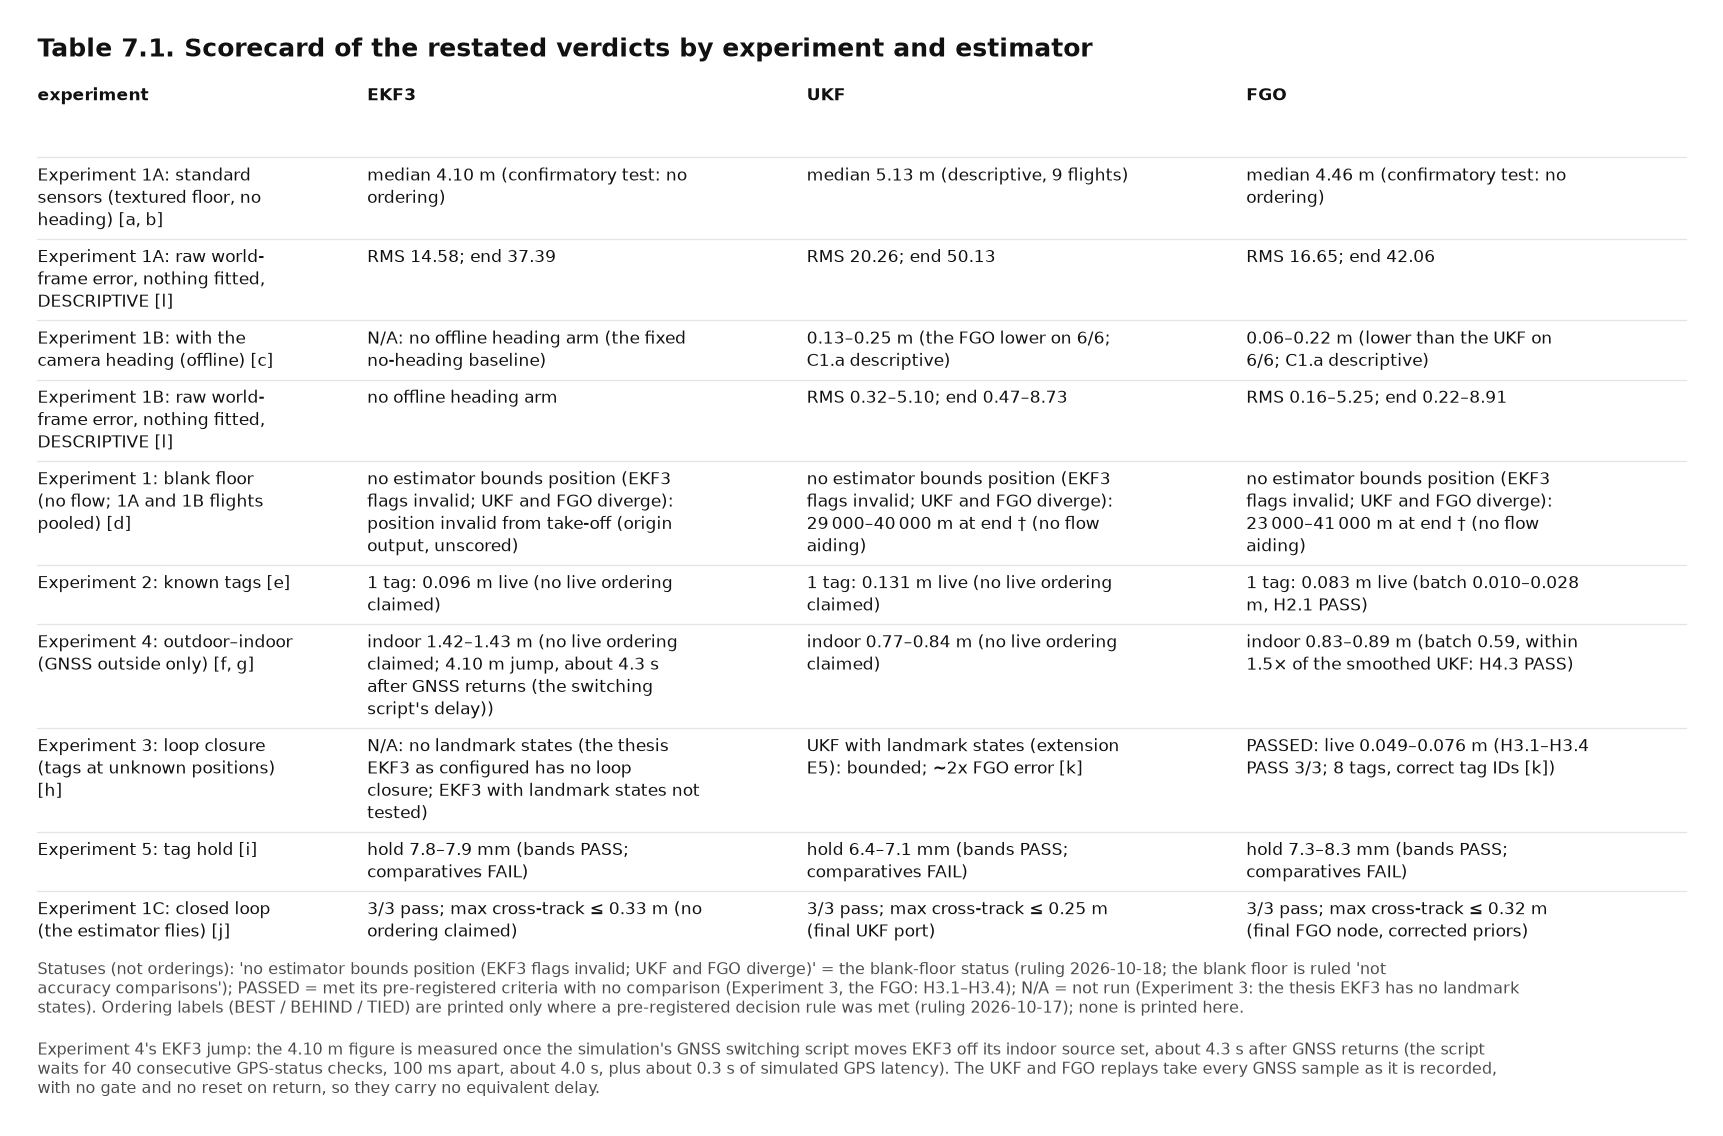 Table 7.1. Scorecard of the restated verdicts by experiment and estimator
experiment EKF3 UKF FGO
Experiment 1A: standard sensors (textured floor, no heading) [a, b]
median 4.10 m (confirmatory test: no ordering)
median 5.13 m (descriptive, 9 flights)
median 4.46 m (confirmatory test: no ordering)
Experiment 1A: raw world-frame error, nothing fitted, DESCRIPTIVE [l]
RMS 14.58; end 37.39
RMS 20.26; end 50.13
RMS 16.65; end 42.06
Experiment 1B: with the camera heading (offline) [c]
N/A: no offline heading arm (the fixed no-heading baseline)
0.13–0.25 m (the FGO lower on 6/6; C1.a descriptive)
0.06–0.22 m (lower than the UKF on 6/6; C1.a descriptive)
Experiment 1B: raw world-frame error, nothing fitted, DESCRIPTIVE [l]
no offline heading arm
RMS 0.32–5.10; end 0.47–8.73
RMS 0.16–5.25; end 0.22–8.91
Experiment 1: blank floor (no flow; 1A and 1B flights pooled) [d]
no estimator bounds position (EKF3 flags invalid; UKF and FGO diverge): position invalid from take-off (origin output, unscored)
no estimator bounds position (EKF3 flags invalid; UKF and FGO diverge): 29 000–40 000 m at end † (no flow aiding)
no estimator bounds position (EKF3 flags invalid; UKF and FGO diverge): 23 000–41 000 m at end † (no flow aiding)
Experiment 2: known tags [e]
1 tag: 0.096 m live (no live ordering claimed)
1 tag: 0.131 m live (no live ordering claimed)
1 tag: 0.083 m live (batch 0.010–0.028 m, H2.1 PASS)
Experiment 4: outdoor–indoor (GNSS outside only) [f, g]
indoor 1.42–1.43 m (no live ordering claimed; 4.10 m jump, about 4.3 s after GNSS returns (the switching script's delay))
indoor 0.77–0.84 m (no live ordering claimed)
indoor 0.83–0.89 m (batch 0.59, within 1.5× of the smoothed UKF: H4.3 PASS)
Experiment 3: loop closure (tags at unknown positions) [h]
N/A: no landmark states (the thesis EKF3 as configured has no loop closure; EKF3 with landmark states not tested)
UKF with landmark states (extension E5): bounded; ~2x FGO error [k]
PASSED: live 0.049–0.076 m (H3.1–H3.4 PASS 3/3; 8 tags, correct tag IDs [k])
Experiment 5: tag hold [i]
hold 7.8–7.9 mm (bands PASS; comparatives FAIL)
hold 6.4–7.1 mm (bands PASS; comparatives FAIL)
hold 7.3–8.3 mm (bands PASS; comparatives FAIL)
Experiment 1C: closed loop (the estimator flies) [j]
3/3 pass; max cross-track ≤ 0.33 m (no ordering claimed)
3/3 pass; max cross-track ≤ 0.25 m (final UKF port)
3/3 pass; max cross-track ≤ 0.32 m (final FGO node, corrected priors)
Statuses (not orderings): 'no estimator bounds position (EKF3 flags invalid; UKF and FGO diverge)' = the blank-floor status (ruling 2026-10-18; the blank floor is ruled 'not
accuracy comparisons'); PASSED = met its pre-registered criteria with no comparison (Experiment 3, the FGO: H3.1–H3.4); N/A = not run (Experiment 3: the thesis EKF3 has no landmark
states). Ordering labels (BEST / BEHIND / TIED) are printed only where a pre-registered decision rule was met (ruling 2026-10-17); none is printed here.
Experiment 4's EKF3 jump: the 4.10 m figure is measured once the simulation's GNSS switching script moves EKF3 off its indoor source set, about 4.3 s after GNSS returns (the script
waits for 40 consecutive GPS-status checks, 100 ms apart, about 4.0 s, plus about 0.3 s of simulated GPS latency). The UKF and FGO replays take every GNSS sample as it is recorded,
with no gate and no reset on return, so they carry no equivalent delay.